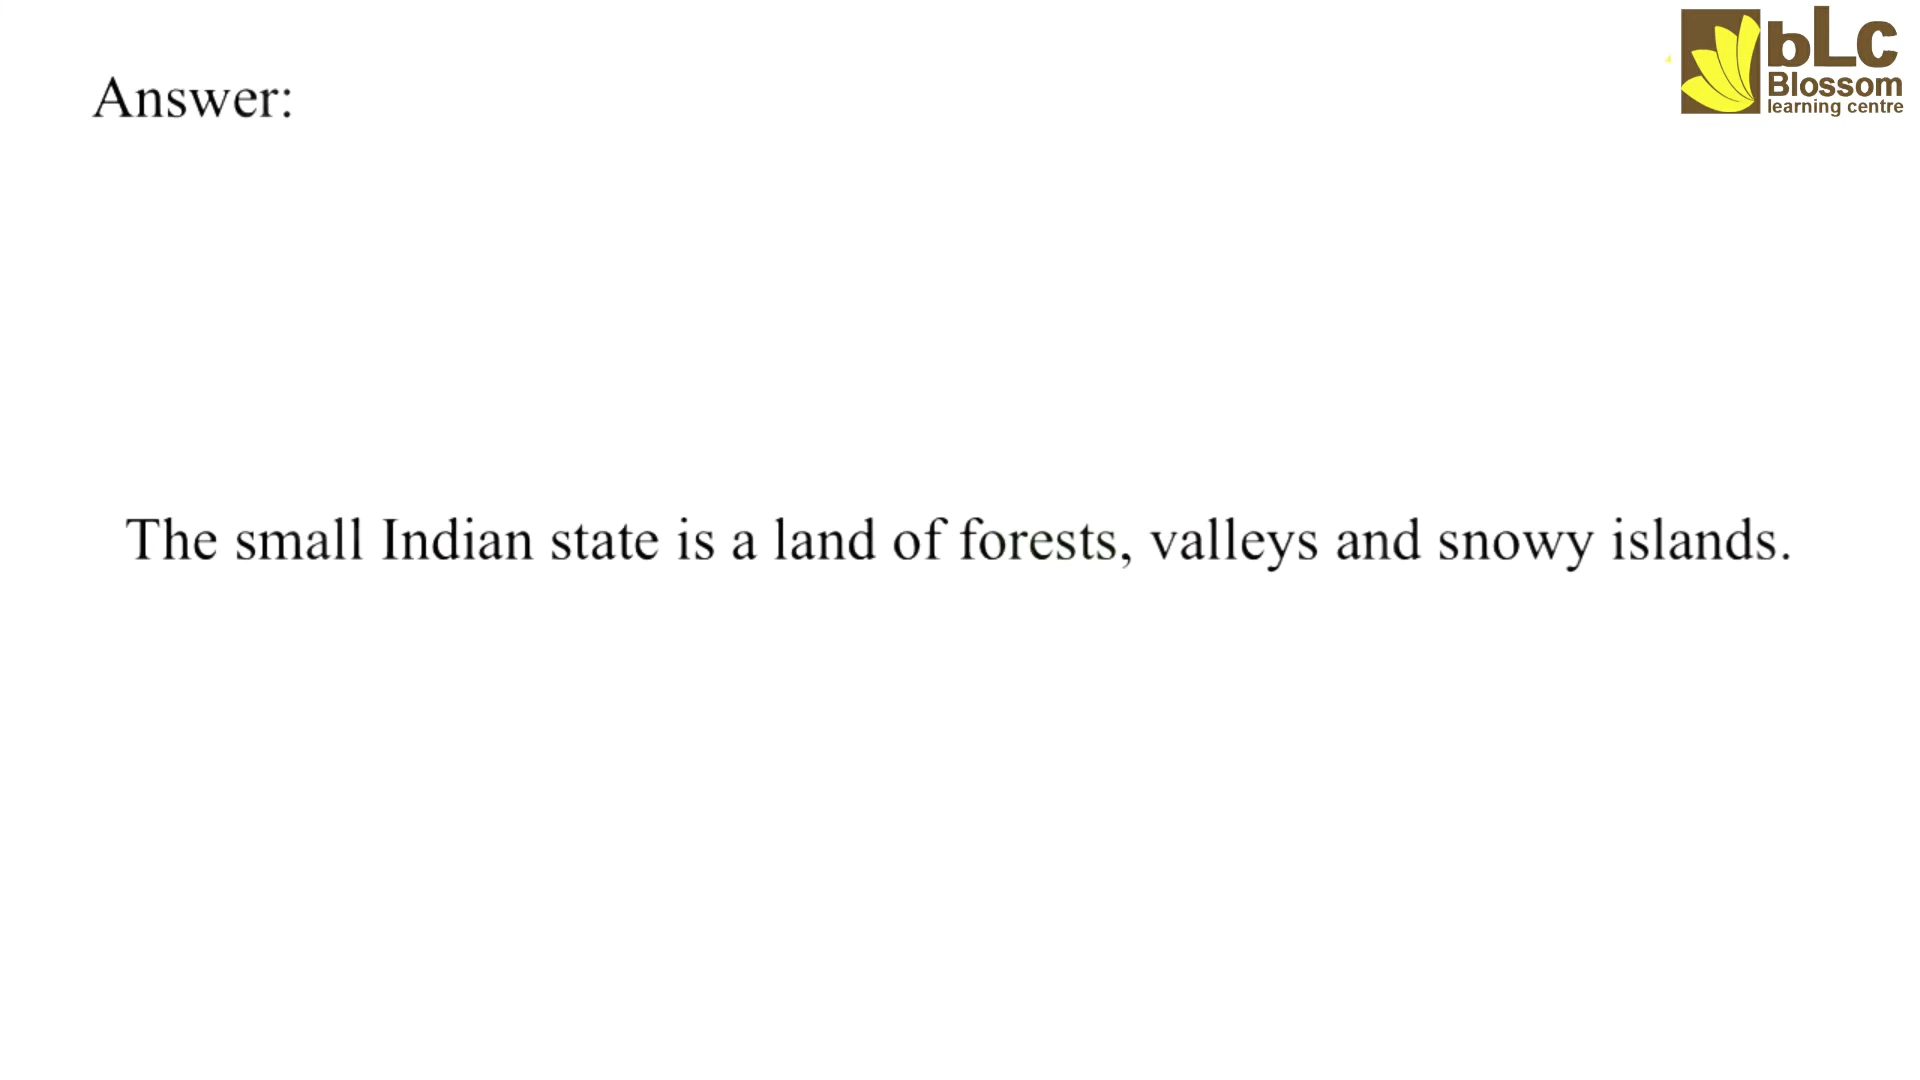 bLc
Blossom
learning centre
Answer:
The small Indian state is a land of forests, valleys and snowy islands.